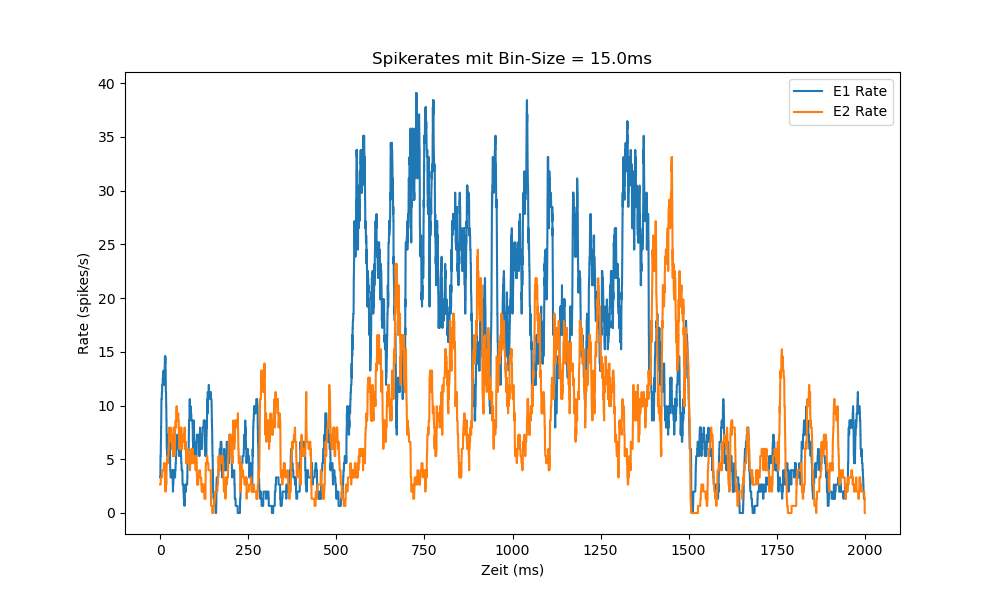 Spikerates mit Bin-Size = 15.0ms
E1 Rate
E2 Rate
Rate (spikes/s)
40
35
30
25
20
15
10
5
0
0 250 500 750 1000 1250 1500 1750 2000
Zeit (ms)